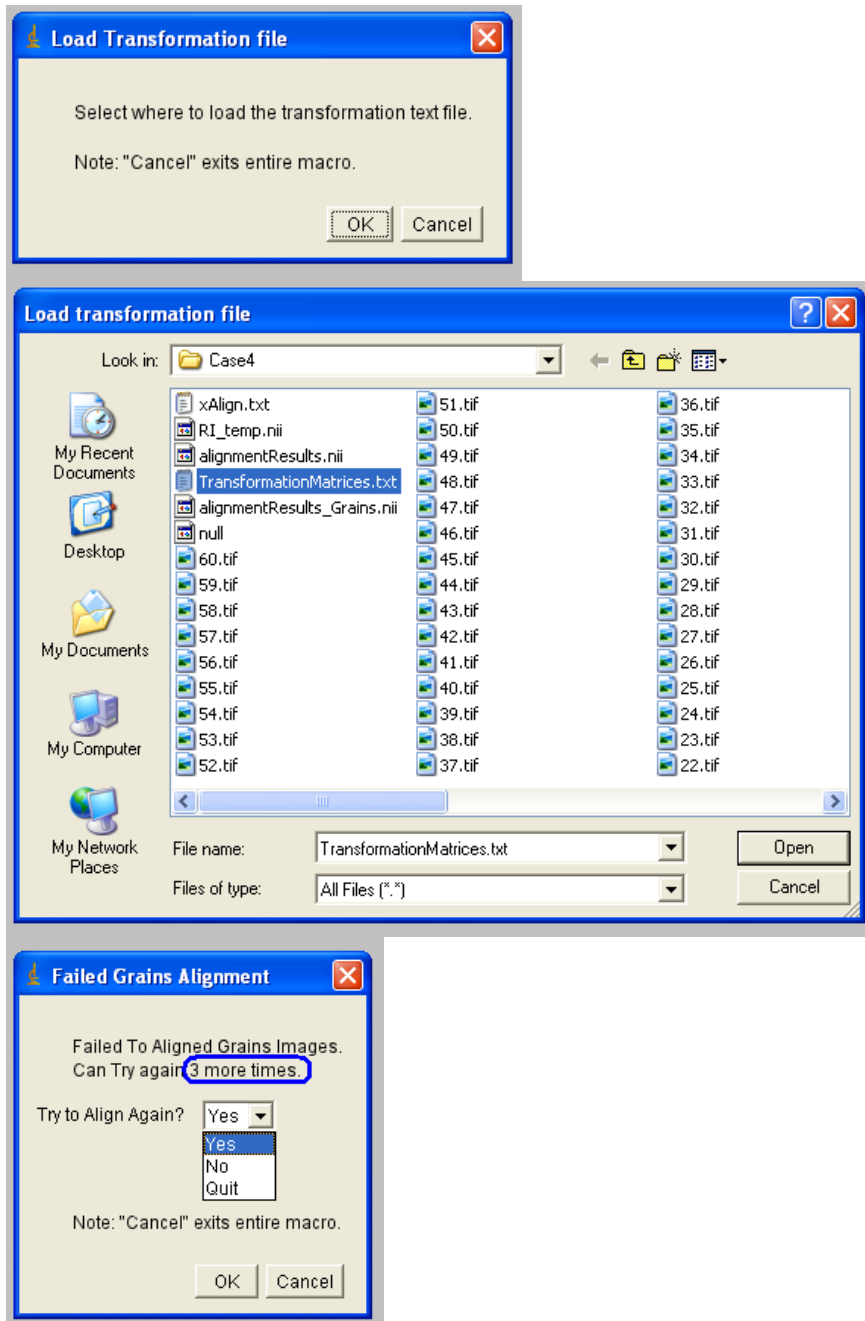 Load Transformation file
Select where to load the transformation text file.
Note: "Cancel" exits entire macro.
OK Cancel
Load transformation file
Look in: Case4
My Recent Documents
Desktop
My Documents
My Computer
My Network Places
xAlign.txt
RI_temp.nii
alignmentResults.nii
TransformationMatrices.txt
alignmentResults_Grains.nii
null
60.tif
59.tif
58.tif
57.tif
56.tif
55.tif
54.tif
53.tif
52.tif
51.tif
50.tif
49.tif
48.tif
47.tif
46.tif
45.tif
44.tif
43.tif
42.tif
41.tif
40.tif
39.tif
38.tif
37.tif
36.tif
35.tif
34.tif
33.tif
32.tif
31.tif
30.tif
29.tif
28.tif
27.tif
26.tif
25.tif
24.tif
23.tif
22.tif
File name: TransformationMatrices.txt Open
Files of type: All Files (*.*) Cancel
Failed Grains Alignment
Failed To Aligned Grains Images.
Can Try again 3 more times.
Try to Align Again? Yes
Yes
No
Quit
Note: "Cancel" exits entire macro.
OK Cancel